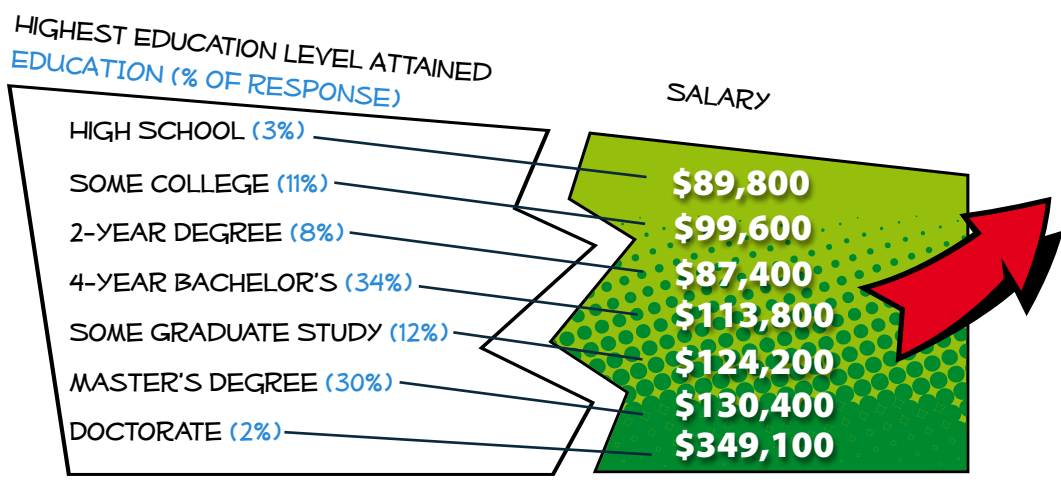 HIGHEST EDUCATION LEVEL ATTAINED
EDUCATION (% OF RESPONSE)
SALARY
HIGH SCHOOL (3%) $89,800
SOME COLLEGE (11%) $99,600
2-YEAR DEGREE (8%) $87,400
4-YEAR BACHELOR'S (34%) $113,800
SOME GRADUATE STUDY (12%) $124,200
MASTER'S DEGREE (30%) $130,400
DOCTORATE (2%) $349,100